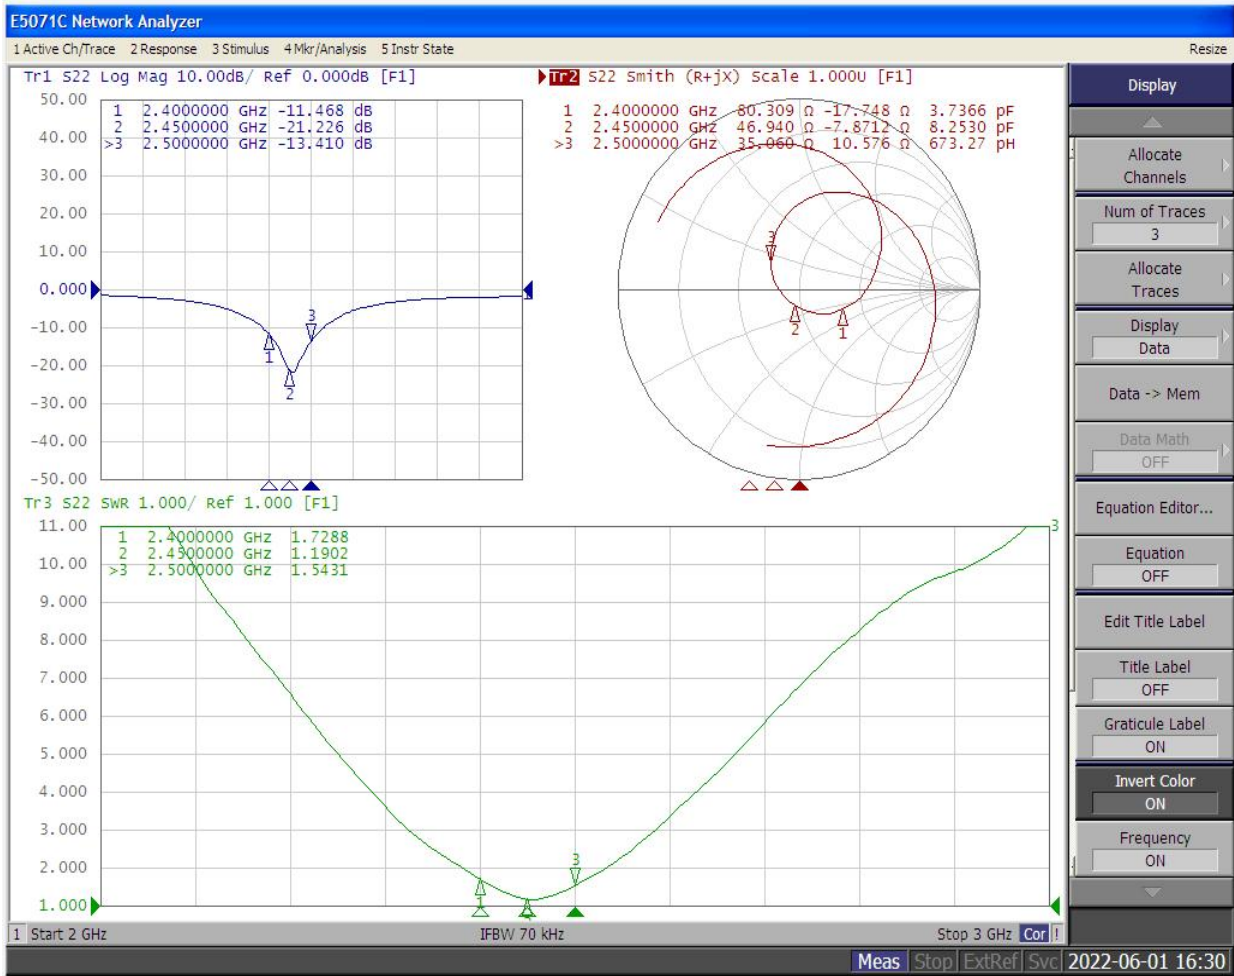 E5071C Network Analyzer
1 Active Ch/Trace 2 Response 3 Stimulus 4 Mkr/Analysis 5 Instr State Resize
Tr1 S22 Log Mag 10.00dB/ Ref 0.000dB [F1]
50.00
40.00
30.00
20.00
10.00
0.000
-10.00
-20.00
-30.00
-40.00
-50.00
1 2.4000000 GHz -11.468 dB
2 2.4500000 GHz -21.226 dB
>3 2.5000000 GHz -13.410 dB
1
2
3
Tr2 S22 Smith (R+jX) Scale 1.000U [F1]
1 2.4000000 GHz 80.309 Ω -17.748 Ω 3.7366 pF
2 2.4500000 GHz 46.940 Ω -7.8712 Ω 8.2530 pF
>3 2.5000000 GHz 35.060 Ω 10.576 Ω 673.27 pH
3
2
1
Tr3 S22 SWR 1.000/ Ref 1.000 [F1]
11.00
10.00
9.000
8.000
7.000
6.000
5.000
4.000
3.000
2.000
1.000
1 2.4000000 GHz 1.7288
2 2.4500000 GHz 1.1902
>3 2.5000000 GHz 1.5431
3
1
3
1 Start 2 GHz IFBW 70 kHz Stop 3 GHz Cor !
Display
Allocate
Channels
Num of Traces
3
Allocate
Traces
Display
Data
Data -> Mem
Data Math
OFF
Equation Editor...
Equation
OFF
Edit Title Label
Title Label
OFF
Graticule Label
ON
Invert Color
ON
Frequency
ON
Meas Stop ExtRef Svc 2022-06-01 16:30